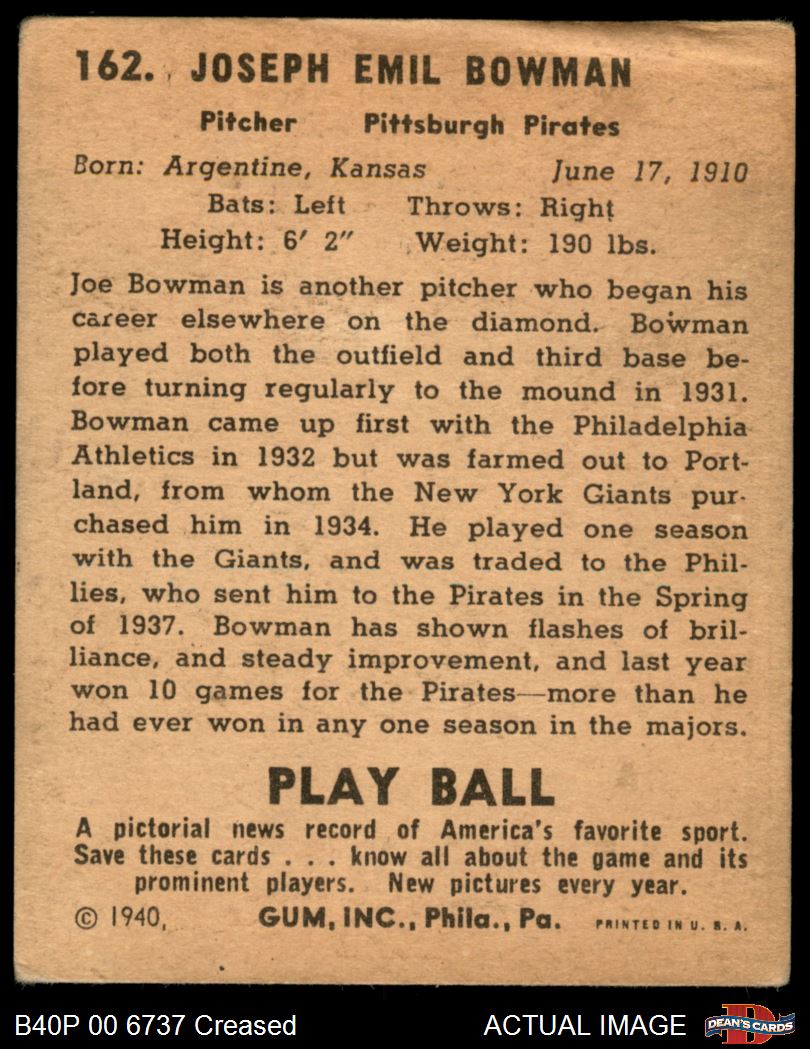 162. JOSEPH EMIL BOWMAN
Pitcher Pittsburgh Pirates
Born: Argentine, Kansas June 17, 1910
Bats: Left Throws: Right
Height: 6' 2" Weight: 190 lbs.
Joe Bowman is another pitcher who began his
career elsewhere on the diamond. Bowman
played both the outfield and third base be-
fore turning regularly to the mound in 1931.
Bowman came up first with the Philadelphia
Athletics in 1932 but was farmed out to Port-
land, from whom the New York Giants pur-
chased him in 1934. He played one season
with the Giants, and was traded to the Phil-
lies, who sent him to the Pirates in the Spring
of 1937. Bowman has shown flashes of bril-
liance, and steady improvement, and last year
won 10 games for the Pirates—more than he
had ever won in any one season in the majors.
PLAY BALL
A pictorial news record of America's favorite sport.
Save these cards . . . know all about the game and its
prominent players. New pictures every year.
© 1940, GUM, INC., Phila., Pa. PRINTED IN U. S. A.
B40P 00 6737 Creased ACTUAL IMAGE D DEAN'S CARDS